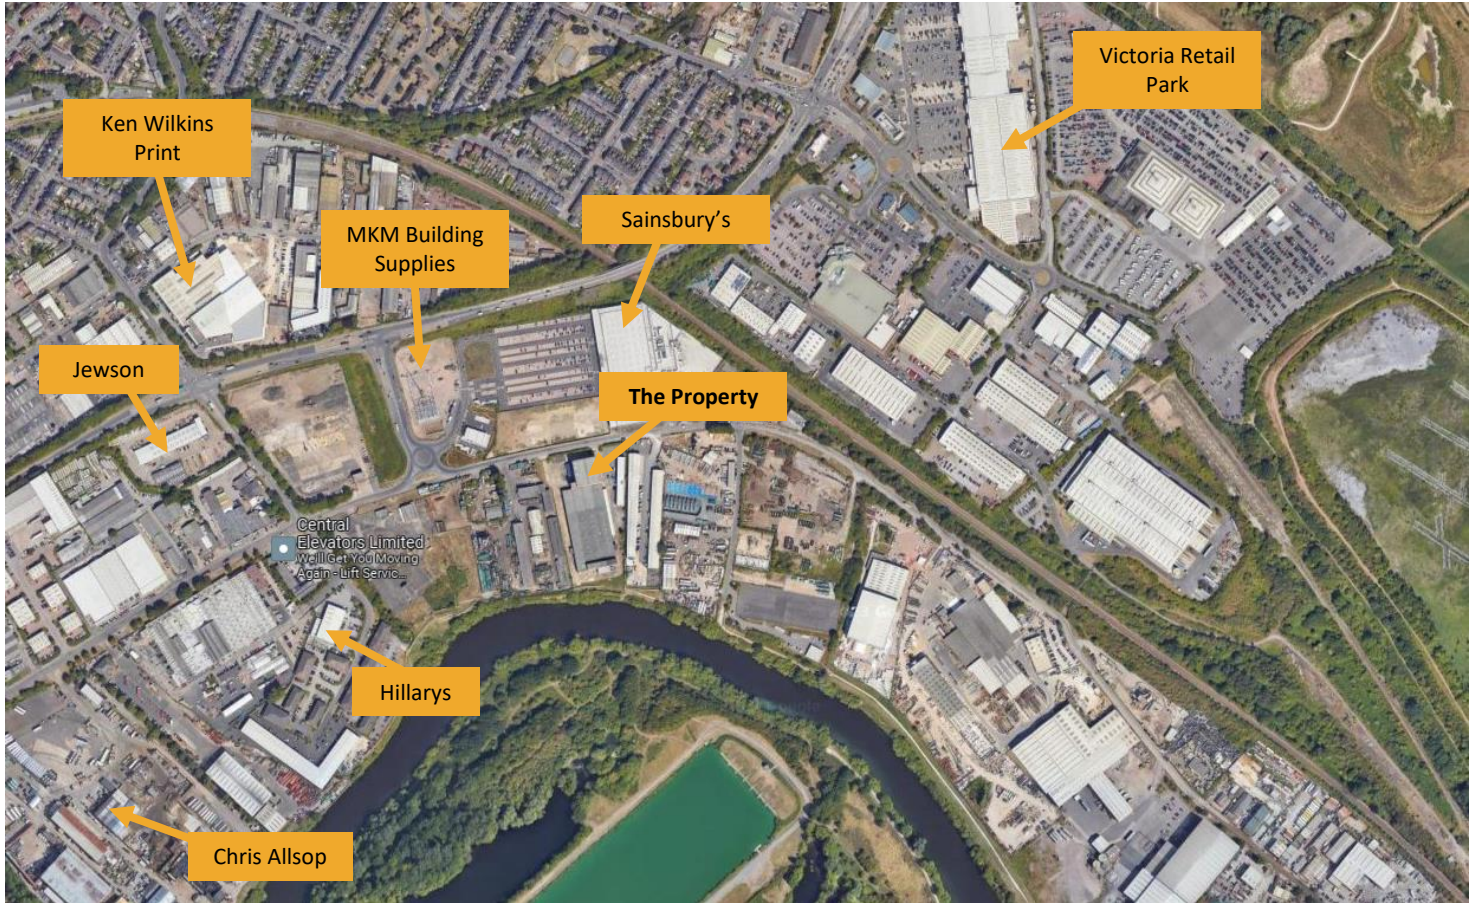 Victoria Retail
Park
Ken Wilkins
Print
MKM Building
Supplies
Sainsbury's
Jewson
The Property
Central
Elevators Limited
We'll Get You Moving
Again - Lift Servic...
Hillarys
Chris Allsop